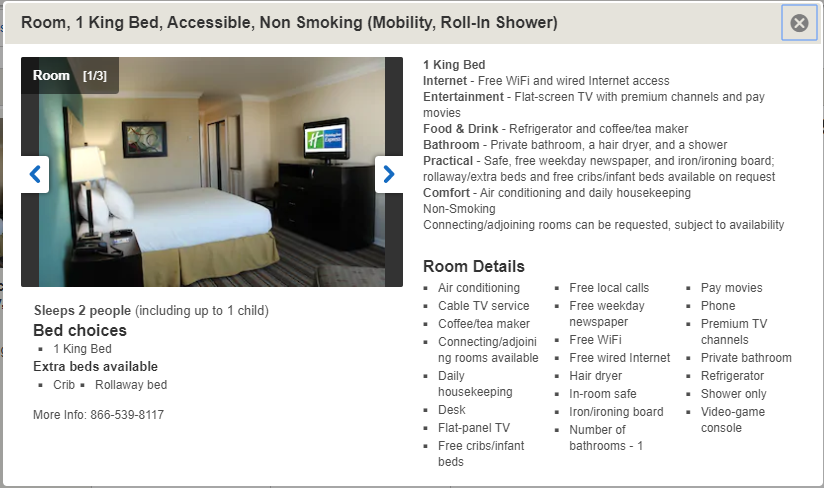 Room, 1 King Bed, Accessible, Non Smoking (Mobility, Roll-In Shower)
Room [1/3]
Holiday Inn
Express
Sleeps 2 people (including up to 1 child)
Bed choices
▪ 1 King Bed
Extra beds available
▪ Crib ▪ Rollaway bed
More Info: 866-539-8117
1 King Bed
Internet - Free WiFi and wired Internet access
Entertainment - Flat-screen TV with premium channels and pay
movies
Food & Drink - Refrigerator and coffee/tea maker
Bathroom - Private bathroom, a hair dryer, and a shower
Practical - Safe, free weekday newspaper, and iron/ironing board;
rollaway/extra beds and free cribs/infant beds available on request
Comfort - Air conditioning and daily housekeeping
Non-Smoking
Connecting/adjoining rooms can be requested, subject to availability
Room Details
▪ Air conditioning
▪ Cable TV service
▪ Coffee/tea maker
▪ Connecting/adjoini
ng rooms available
▪ Daily
housekeeping
▪ Desk
▪ Flat-panel TV
▪ Free cribs/infant
beds
▪ Free local calls
▪ Free weekday
newspaper
▪ Free WiFi
▪ Free wired Internet
▪ Hair dryer
▪ In-room safe
▪ Iron/ironing board
▪ Number of
bathrooms - 1
▪ Pay movies
▪ Phone
▪ Premium TV
channels
▪ Private bathroom
▪ Refrigerator
▪ Shower only
▪ Video-game
console